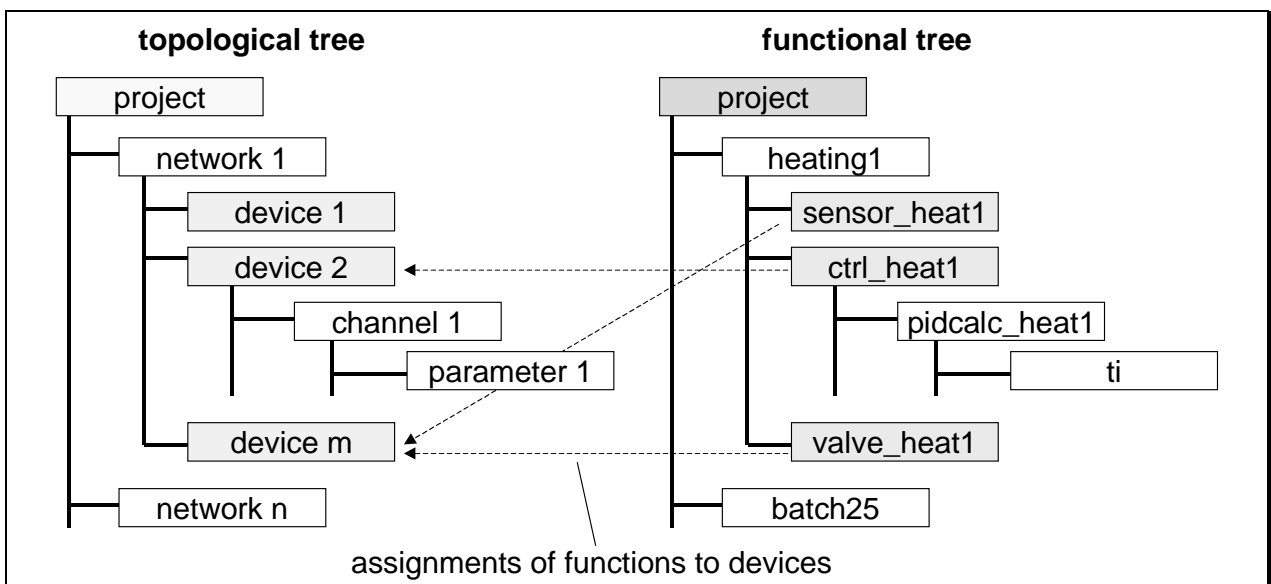 topological tree
project
network 1
device 1
device 2
channel 1
parameter 1
device m
network n
functional tree
project
heating1
sensor_heat1
ctrl_heat1
pidcalc_heat1
ti
valve_heat1
batch25
assignments of functions to devices